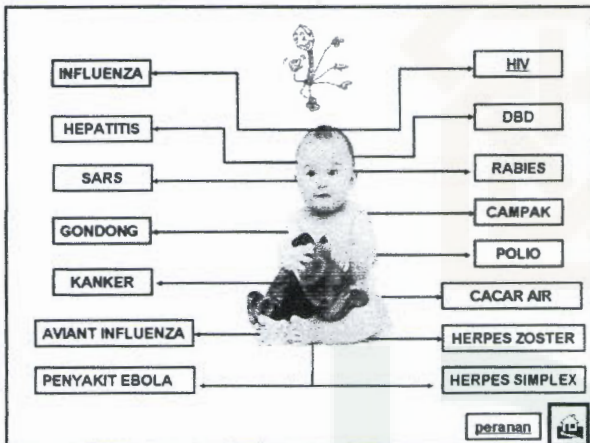 INFLUENZA
HEPATITIS
SARS
GONDONG
KANKER
AVIANT INFLUENZA
PENYAKIT EBOLA
HIV
DBD
RABIES
CAMPAK
POLIO
CACAR AIR
HERPES ZOSTER
HERPES SIMPLEX
peranan